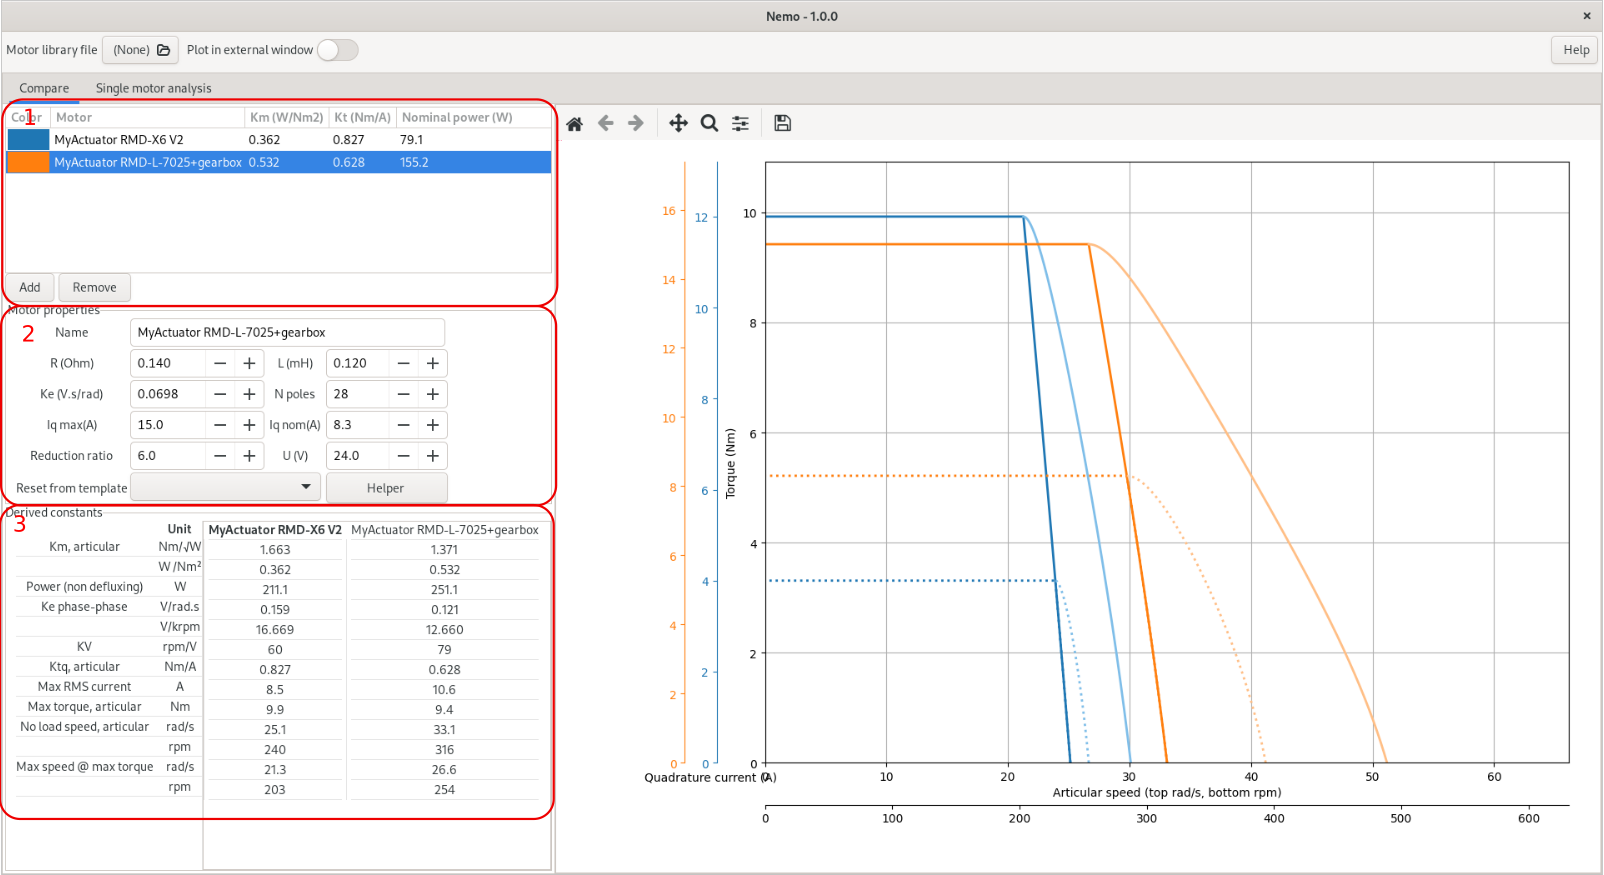 Nemo - 1.0.0
×
Motor library file (None) Plot in external window Help
Compare Single motor analysis
1
Color Motor Km (W/Nm2) Kt (Nm/A) Nominal power (W)
MyActuator RMD-X6 V2 0.362 0.827 79.1
MyActuator RMD-L-7025+gearbox 0.532 0.628 155.2
Add Remove
Motor properties
2
Name MyActuator RMD-L-7025+gearbox
R (Ohm) 0.140 − + L (mH) 0.120 − +
Ke (V.s/rad) 0.0698 − + N poles 28 − +
Iq max(A) 15.0 − + Iq nom(A) 8.3 − +
Reduction ratio 6.0 − + U (V) 24.0 − +
Reset from template Helper
Derived constants
3
Unit MyActuator RMD-X6 V2 MyActuator RMD-L-7025+gearbox
Km, articular Nm/√W 1.663 1.371
W/Nm² 0.362 0.532
Power (non defluxing) W 211.1 251.1
Ke phase-phase V/rad.s 0.159 0.121
V/krpm 16.669 12.660
KV rpm/V 60 79
Ktq, articular Nm/A 0.827 0.628
Max RMS current A 8.5 10.6
Max torque, articular Nm 9.9 9.4
No load speed, articular rad/s 25.1 33.1
rpm 240 316
Max speed @ max torque rad/s 21.3 26.6
rpm 203 254
16
14
12
10
8
6
4
2
0
12
10
8
6
4
2
0
Torque (Nm)
10
8
6
4
2
0
Quadrature current (A)
0 10 20 30 40 50 60
Articular speed (top rad/s, bottom rpm)
0 100 200 300 400 500 600